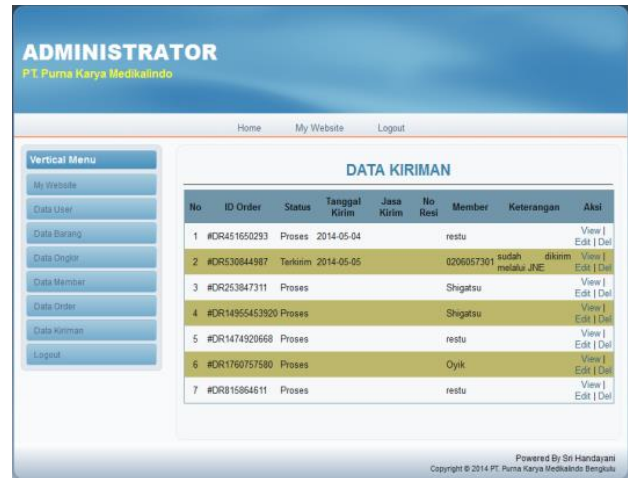 ADMINISTRATOR
PT. Purna Karya Medikalindo
Home My Website Logout
Vertical Menu
My Website
Data User
Data Barang
Data Ongkir
Data Member
Data Order
Data Kiriman
Logout
DATA KIRIMAN
No ID Order Status Tanggal Kirim Jasa Kirim No Resi Member Keterangan Aksi
1 #DR451650293 Proses 2014-05-04 restu View | Edit | Del
2 #DR530844987 Terkirim 2014-05-05 0206057301 sudah dikirim melalui JNE View | Edit | Del
3 #DR253847311 Proses Shigatsu View | Edit | Del
4 #DR14955453920 Proses Shigatsu View | Edit | Del
5 #DR1474920668 Proses restu View | Edit | Del
6 #DR1760757580 Proses Oyik View | Edit | Del
7 #DR815864611 Proses restu View | Edit | Del
Powered By Sri Handayani
Copyright © 2014 PT. Purna Karya Medikalindo Bengkulu